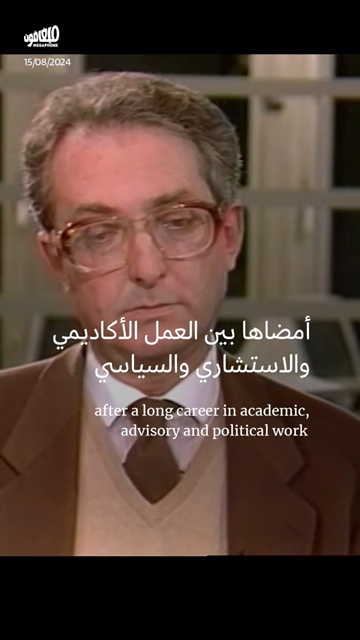 ميغافون
MEGAPHONE
15/08/2024
أمضاها بين العمل الأكاديمي
والاستشاري والسياسي
after a long career in academic,
advisory and political work